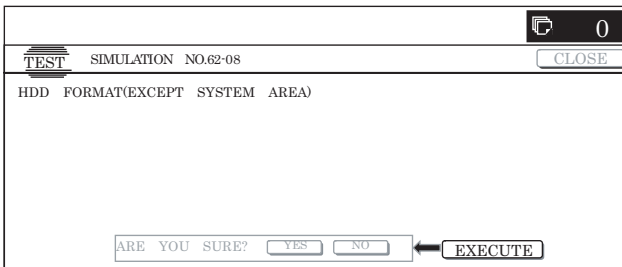 0
TEST SIMULATION NO.62-08 CLOSE
HDD FORMAT(EXCEPT SYSTEM AREA)
ARE YOU SURE? YES NO EXECUTE